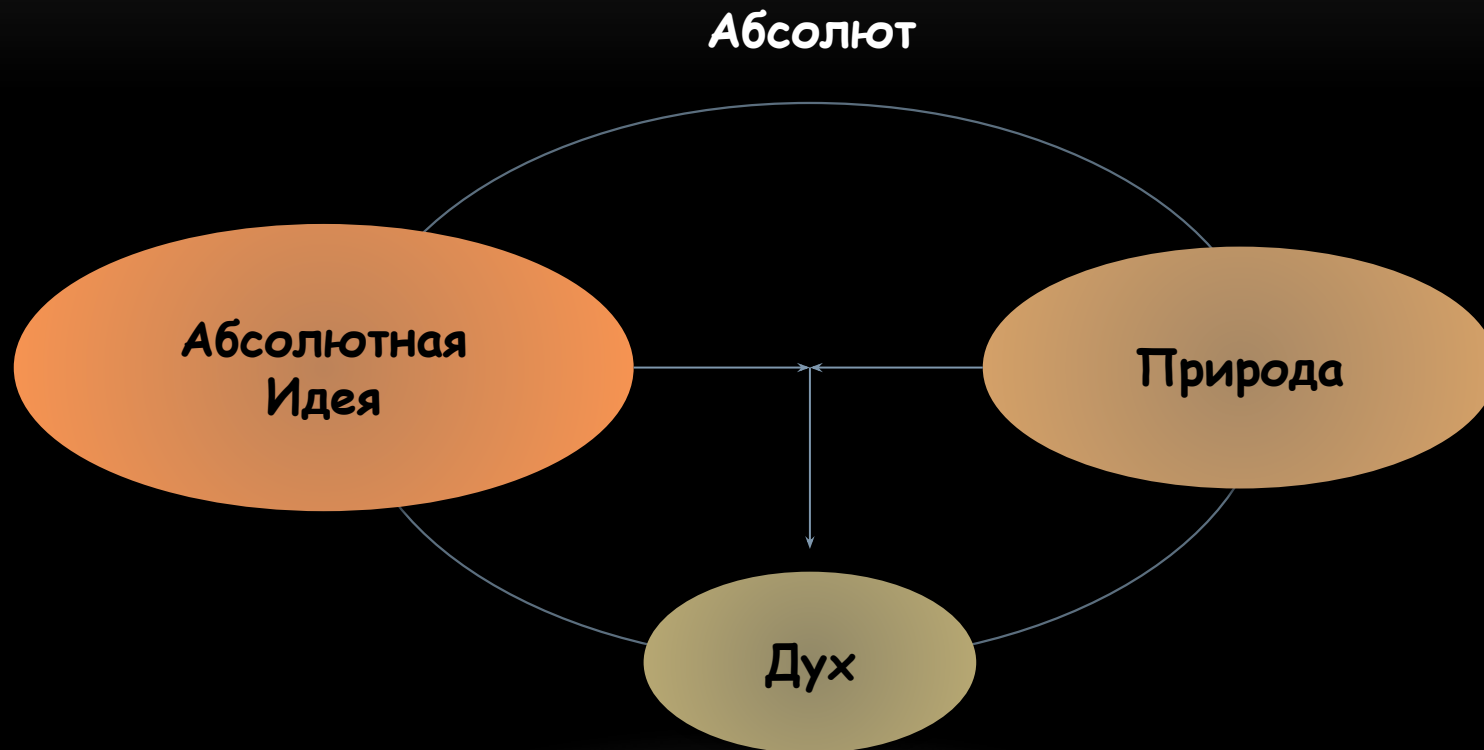 Абсолют
Абсолютная
Идея
Природа
Дух